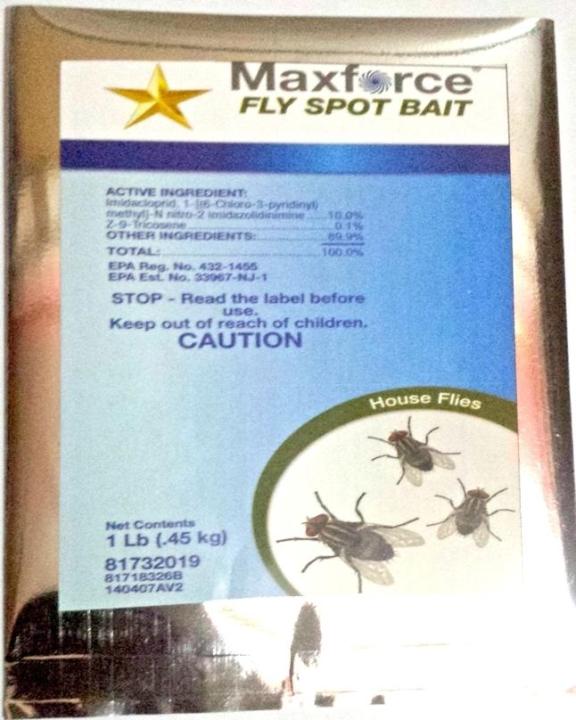 Maxforce®
FLY SPOT BAIT
ACTIVE INGREDIENT:
Imidacloprid, 1-[(6-Chloro-3-pyridinyl)
methyl]-N nitro-2 imidazolidinimine.....10.0%
Z-9-Tricosene.....0.1%
OTHER INGREDIENTS:.....89.9%
TOTAL:.....100.0%
EPA Reg. No. 432-1455
EPA Est. No. 33967-NJ-1
STOP - Read the label before
use.
Keep out of reach of children.
CAUTION
House Flies
Net Contents
1 Lb (.45 kg)
81732019
81718326B
140407AV2